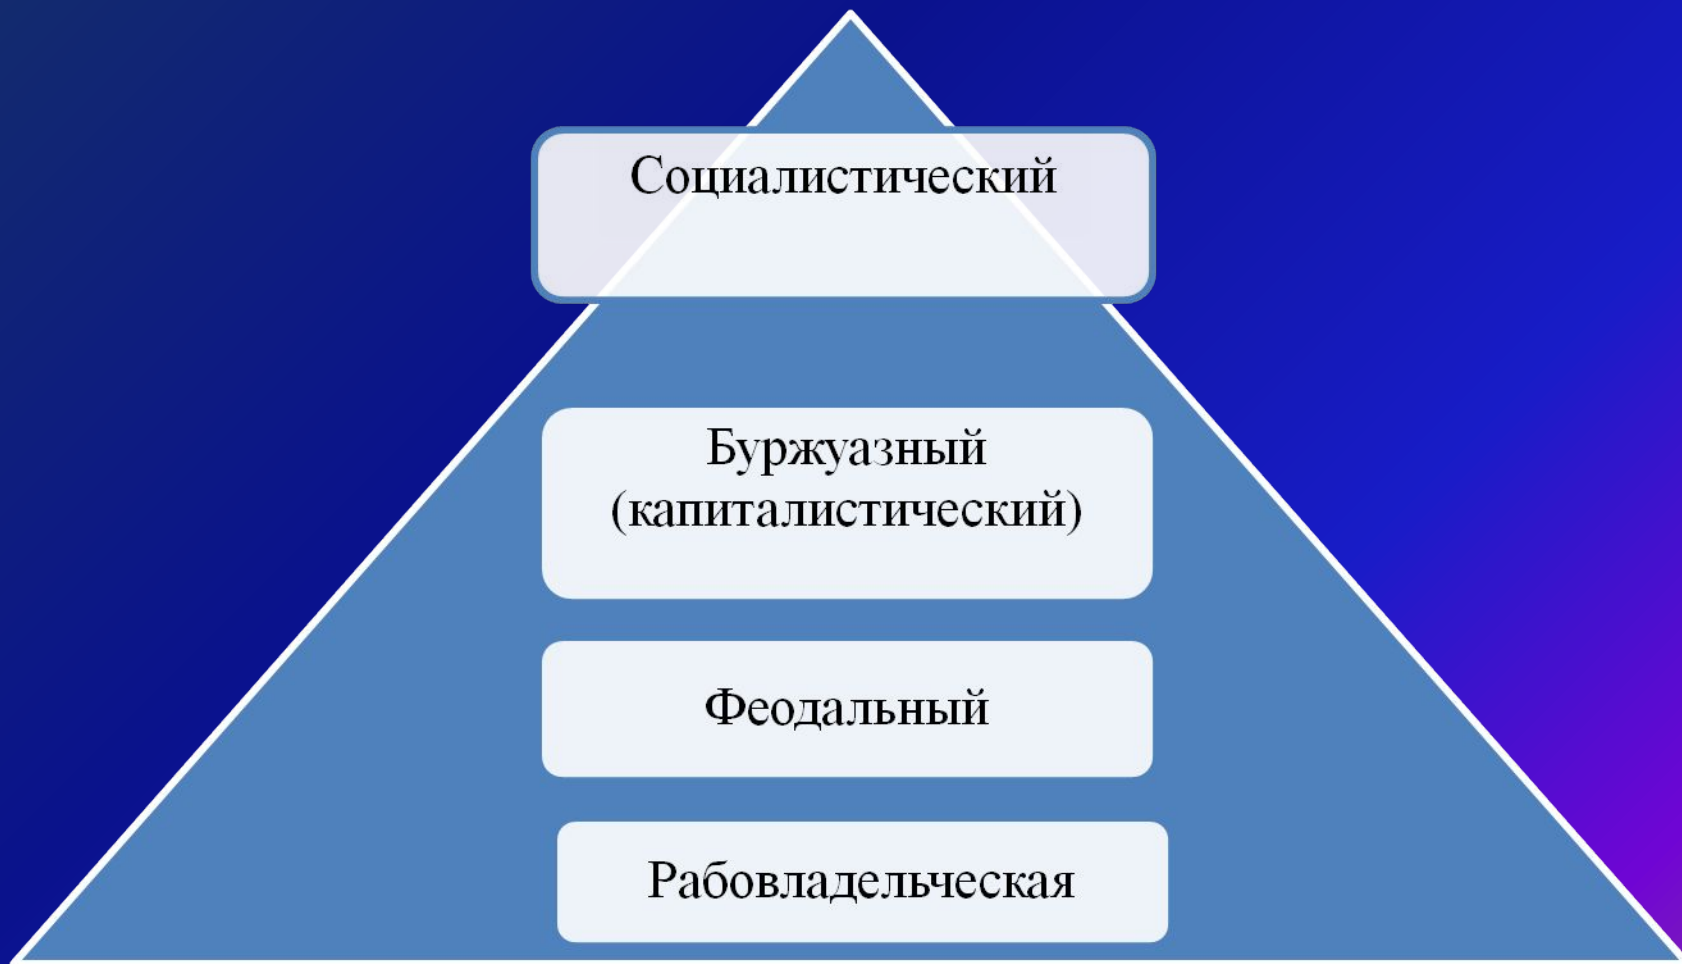 Социалистический
Буржуазный
(капиталистический)
Феодальный
Рабовладельческая